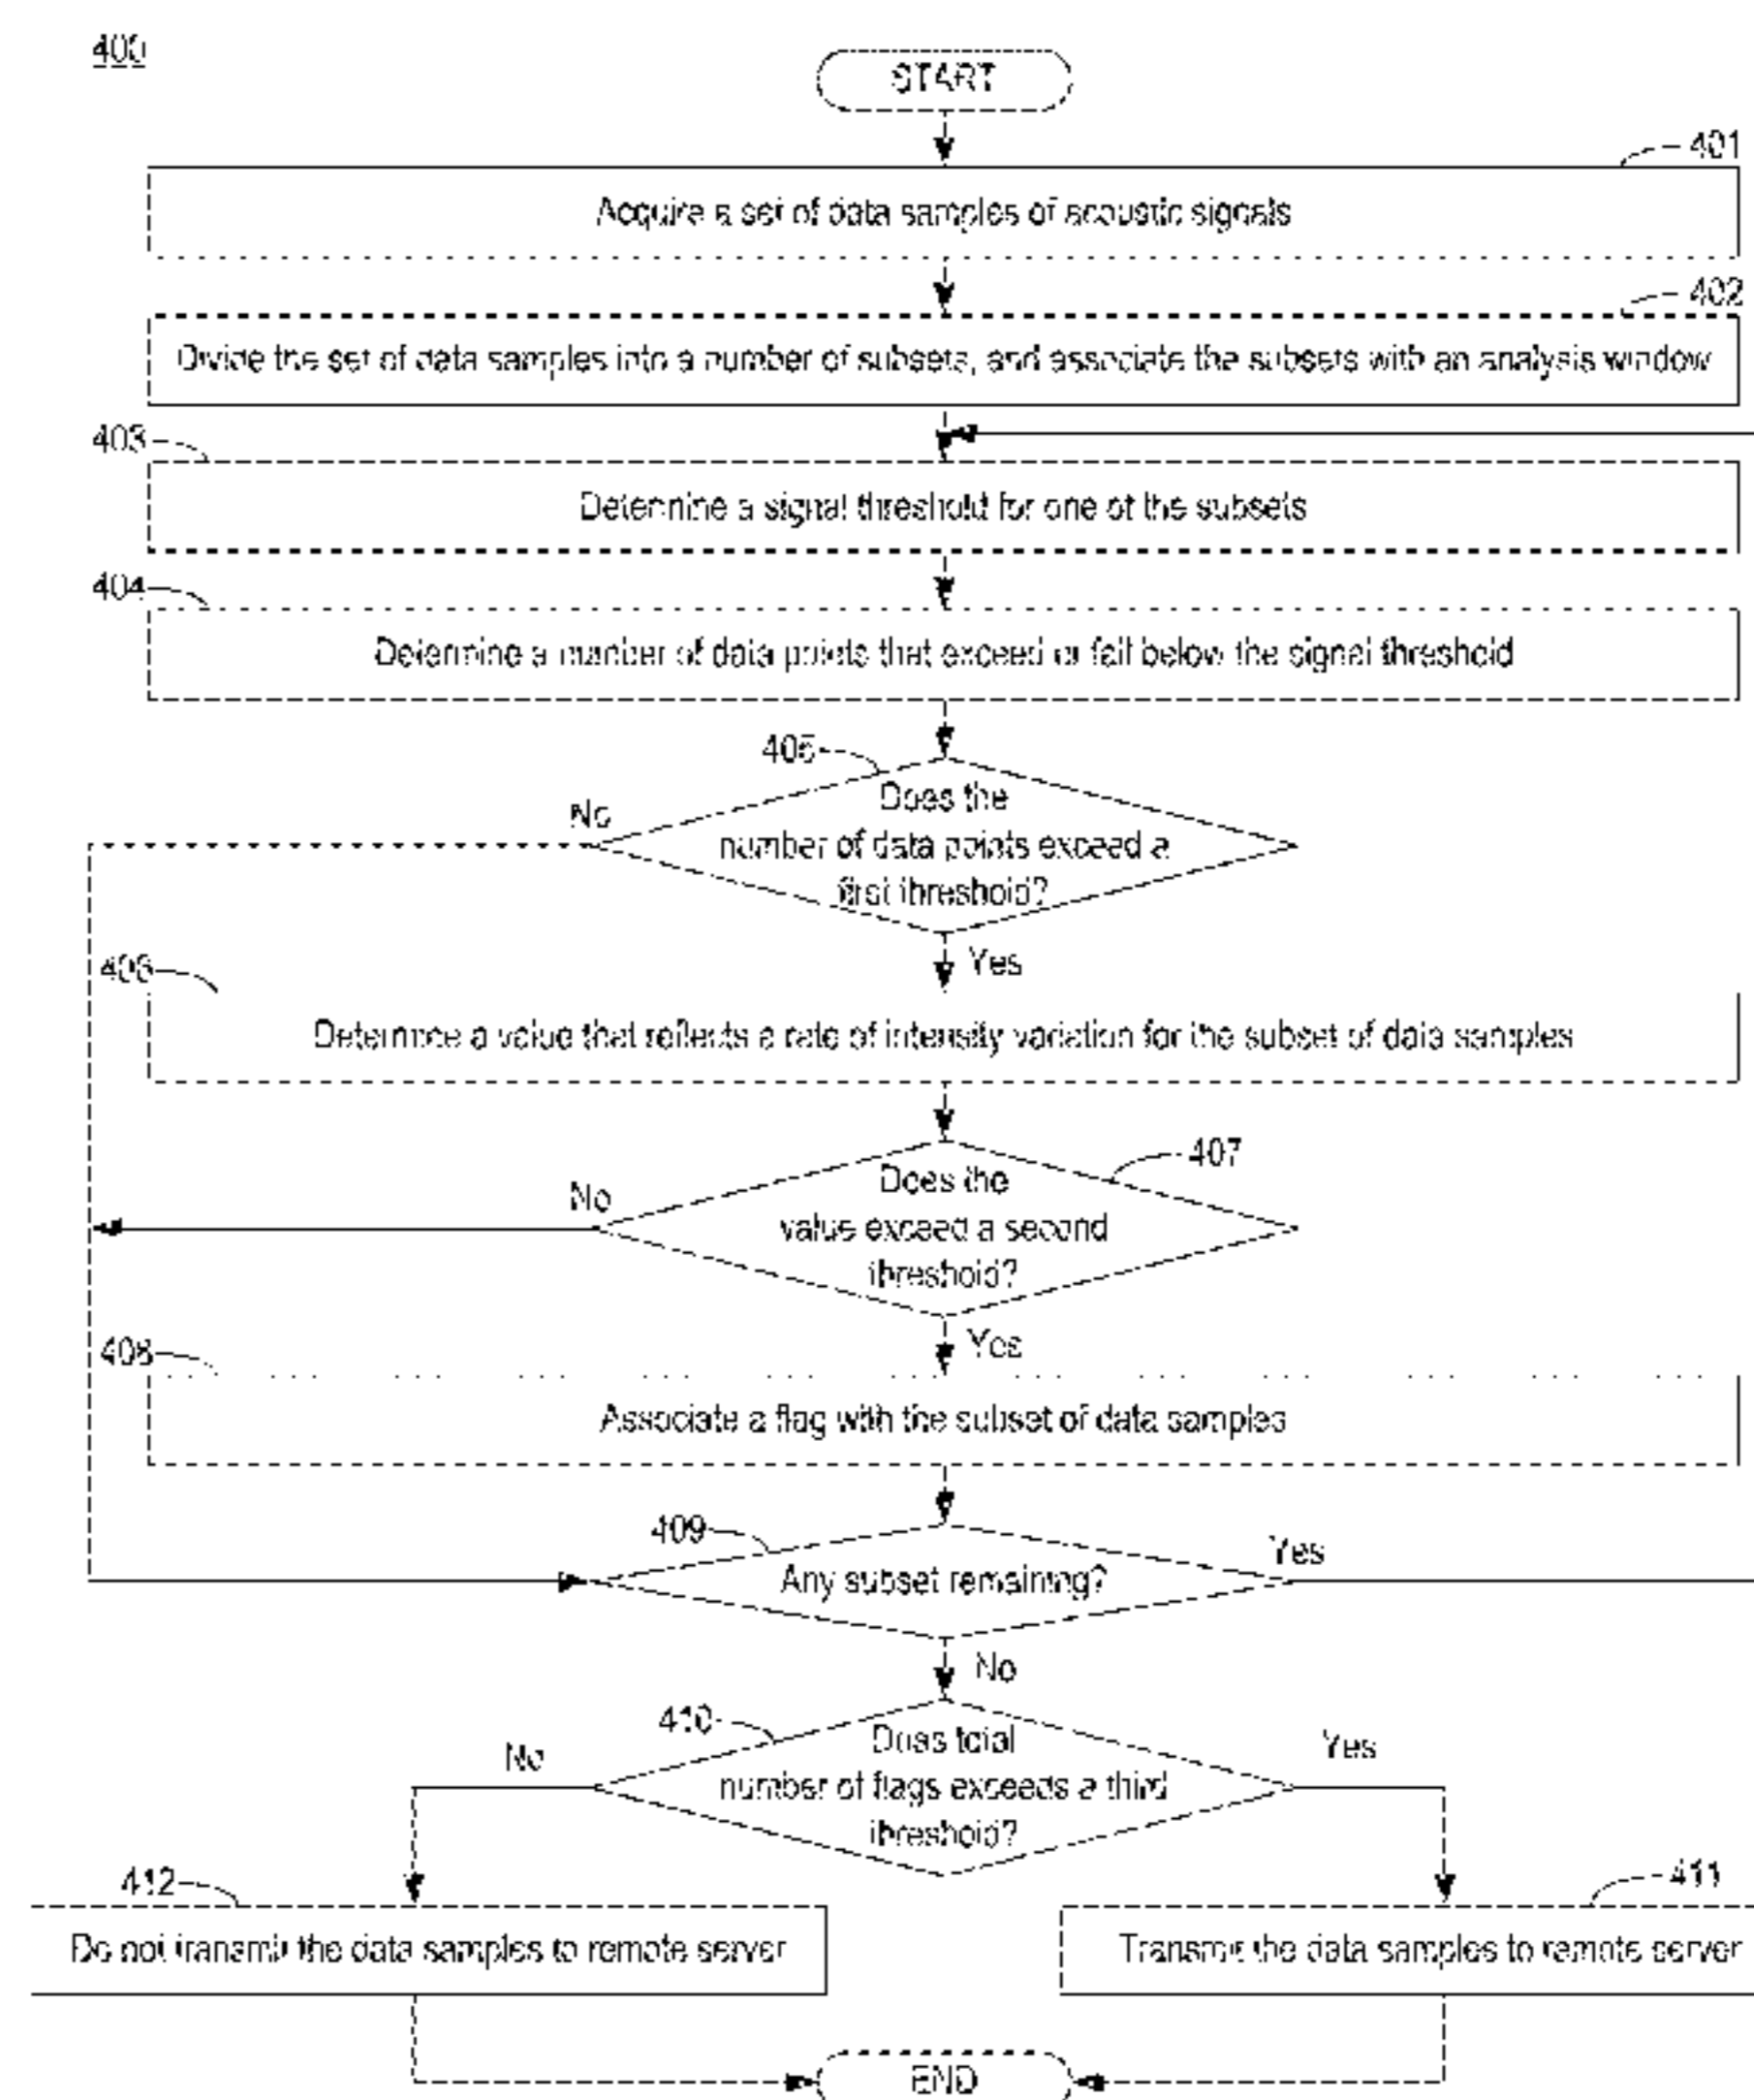 400
START
401
Acquire a set of data samples of acoustic signals
402
Divide the set of data samples into a number of subsets, and associate the subsets with an analysis window
403
Determine a signal threshold for one of the subsets
404
Determine a number of data points that exceed or fall below the signal threshold
405
Does the
No
number of data points exceed a
first threshold?
Yes
406
Determine a value that reflects a rate of intensity variation for the subset of data samples
407
Does the
No
value exceed a second
threshold?
Yes
408
Associate a flag with the subset of data samples
409
Yes
Any subset remaining?
No
410
Does total
No
Yes
number of flags exceeds a third
threshold?
412
411
Do not transmit the data samples to remote server
Transmit the data samples to remote server
END